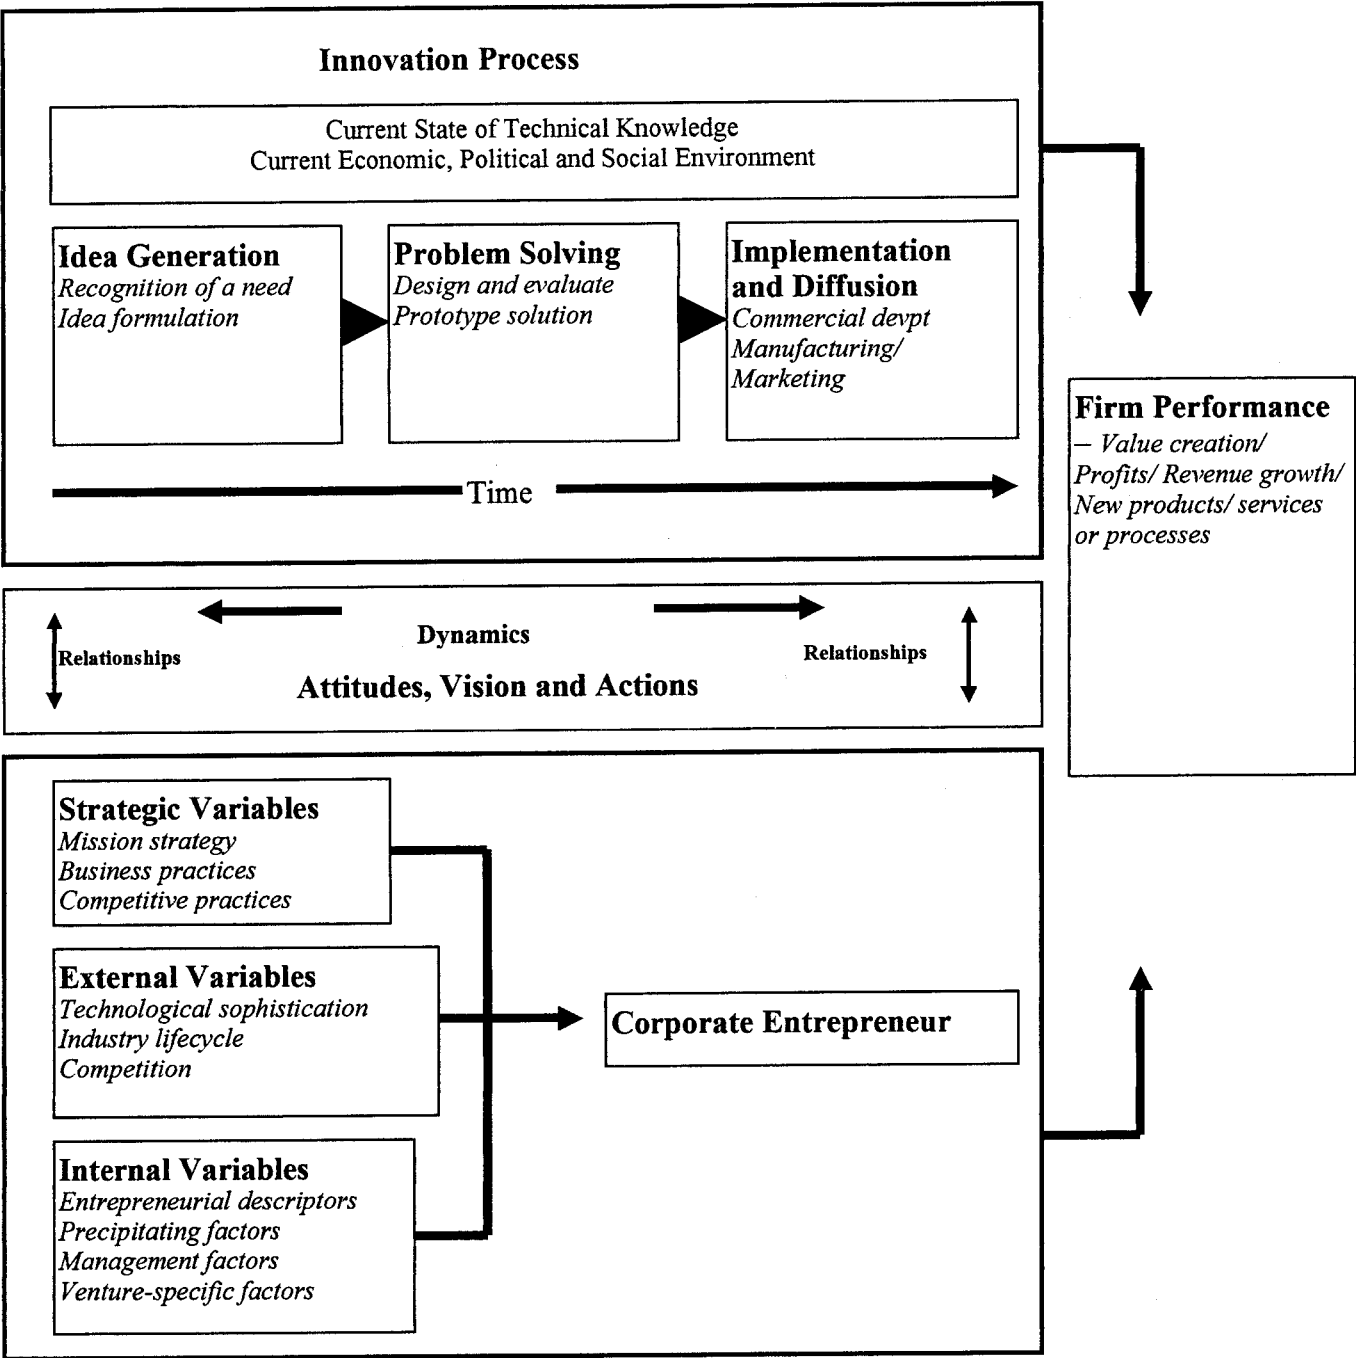 Innovation Process
Current State of Technical Knowledge
Current Economic, Political and Social Environment
Idea Generation
Recognition of a need
Idea formulation
Problem Solving
Design and evaluate
Prototype solution
Implementation
and Diffusion
Commercial devpt
Manufacturing/
Marketing
Time
Firm Performance
– Value creation/
Profits/ Revenue growth/
New products/ services
or processes
Dynamics
Relationships
Relationships
Attitudes, Vision and Actions
Strategic Variables
Mission strategy
Business practices
Competitive practices
External Variables
Technological sophistication
Industry lifecycle
Competition
Corporate Entrepreneur
Internal Variables
Entrepreneurial descriptors
Precipitating factors
Management factors
Venture-specific factors